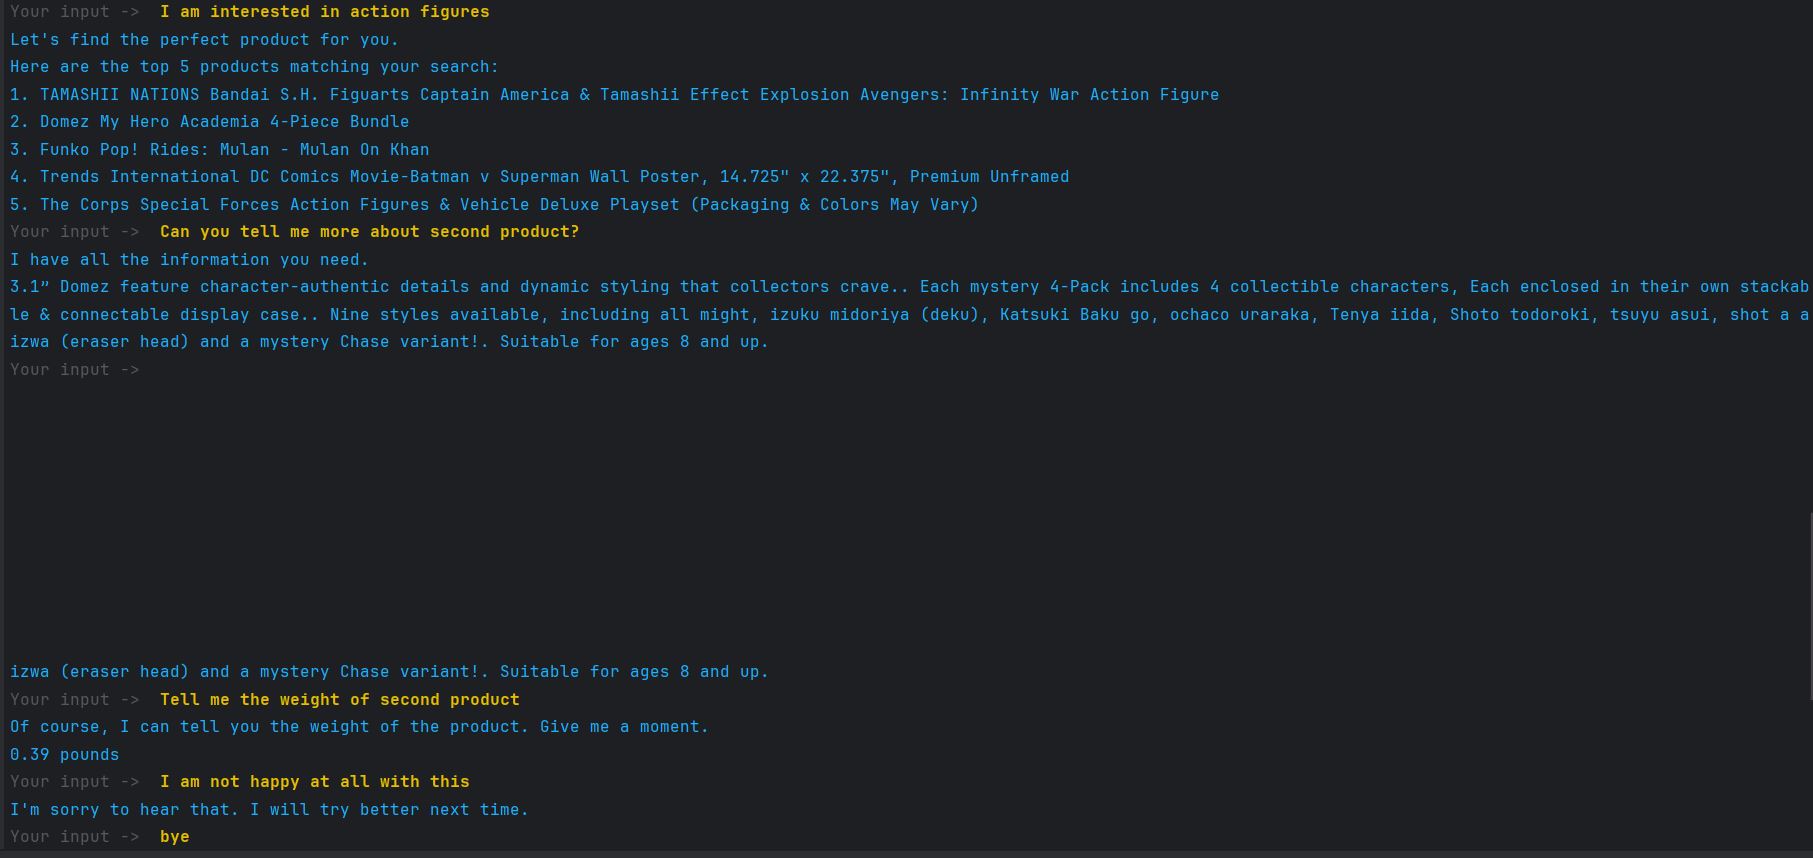 Your input ->  I am interested in action figures
Let's find the perfect product for you.
Here are the top 5 products matching your search:
1. TAMASHII NATIONS Bandai S.H. Figuarts Captain America & Tamashii Effect Explosion Avengers: Infinity War Action Figure
2. Domez My Hero Academia 4-Piece Bundle
3. Funko Pop! Rides: Mulan - Mulan On Khan
4. Trends International DC Comics Movie-Batman v Superman Wall Poster, 14.725" x 22.375", Premium Unframed
5. The Corps Special Forces Action Figures & Vehicle Deluxe Playset (Packaging & Colors May Vary)
Your input ->  Can you tell me more about second product?
I have all the information you need.
3.1” Domez feature character-authentic details and dynamic styling that collectors crave.. Each mystery 4-Pack includes 4 collectible characters, Each enclosed in their own stackab
le & connectable display case.. Nine styles available, including all might, izuku midoriya (deku), Katsuki Baku go, ochaco uraraka, Tenya iida, Shoto todoroki, tsuyu asui, shot a a
izwa (eraser head) and a mystery Chase variant!. Suitable for ages 8 and up.
Your input ->
izwa (eraser head) and a mystery Chase variant!. Suitable for ages 8 and up.
Your input ->  Tell me the weight of second product
Of course, I can tell you the weight of the product. Give me a moment.
0.39 pounds
Your input ->  I am not happy at all with this
I'm sorry to hear that. I will try better next time.
Your input ->  bye